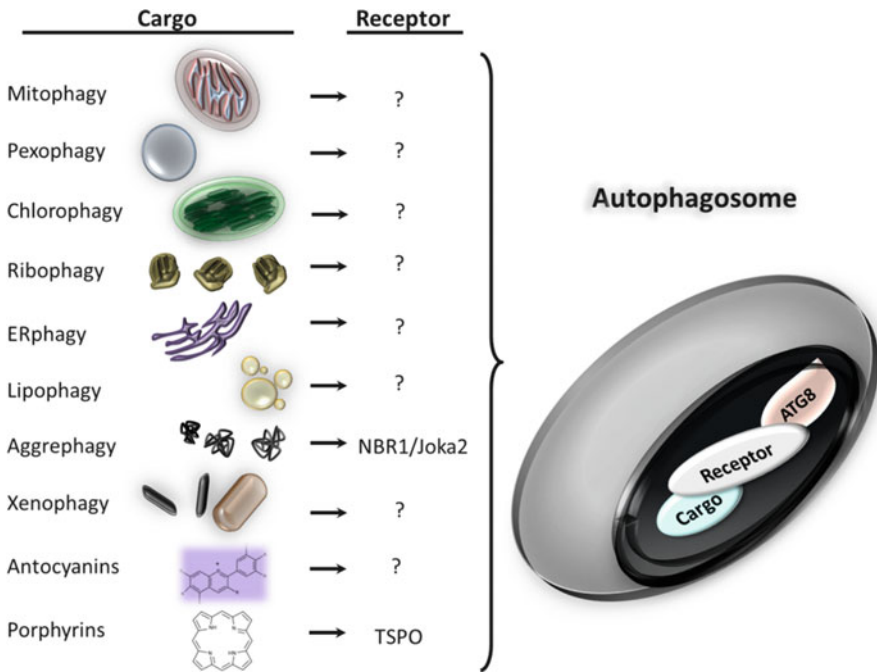 Cargo Receptor
Mitophagy ?
Pexophagy ?
Chlorophagy ?
Ribophagy ?
ERphagy ?
Lipophagy ?
Aggrephagy NBR1/Joka2
Xenophagy ?
Antocyanins ?
Porphyrins TSPO
Autophagosome
ATG8
Receptor
Cargo